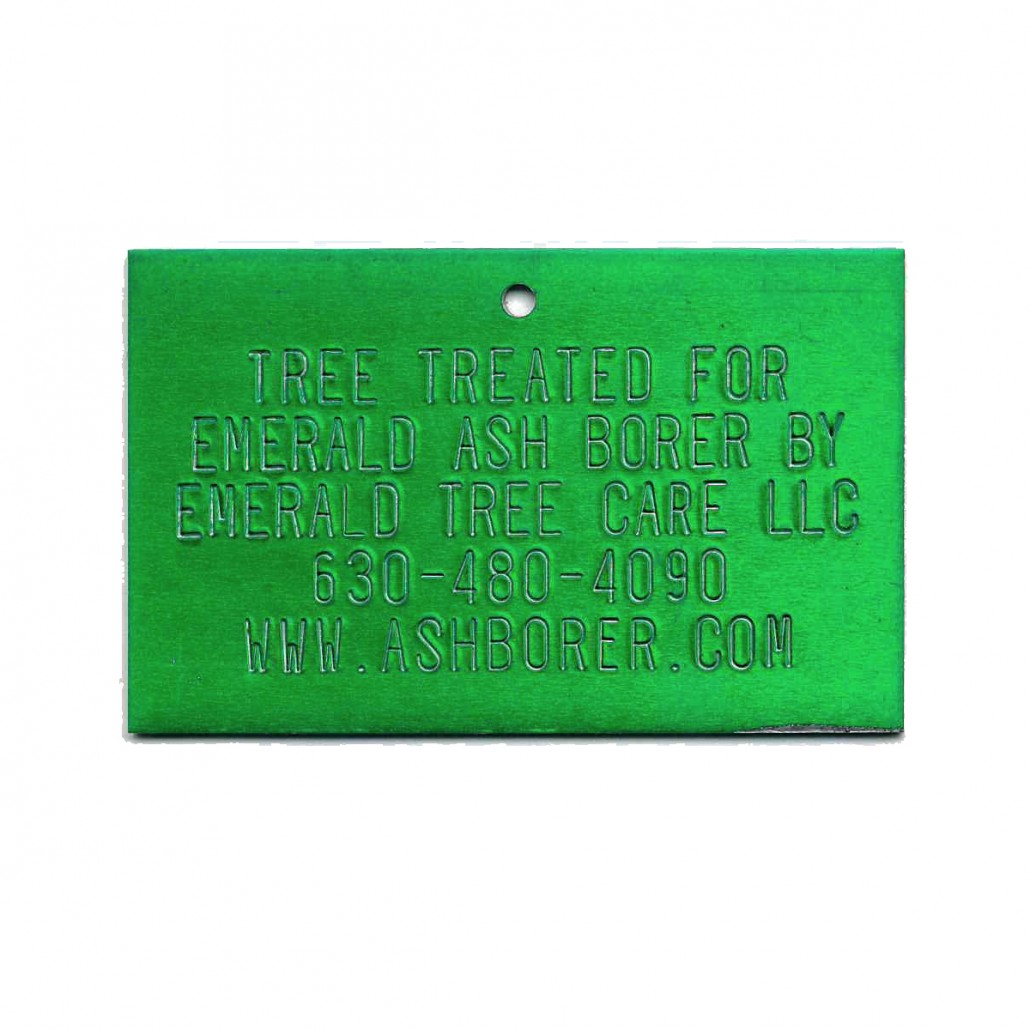 TREE TREATED FOR
EMERALD ASH BORER BY
EMERALD TREE CARE LLC
630-480-4090
WWW.ASHBORER.COM